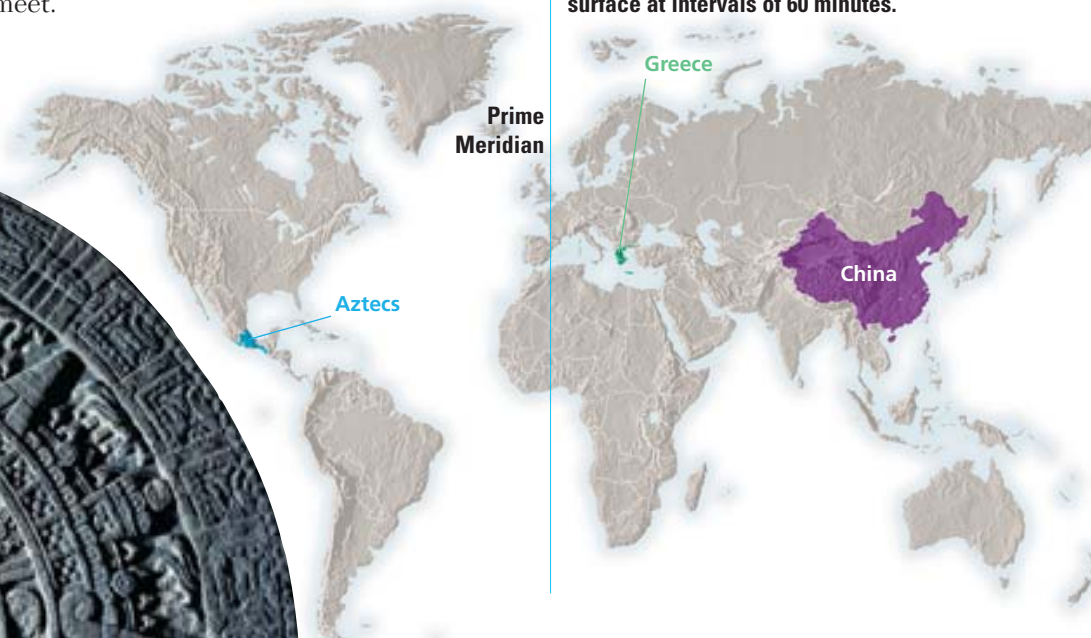 meet.
surface at intervals of 60 minutes.
Greece
Prime
Meridian
China
Aztecs